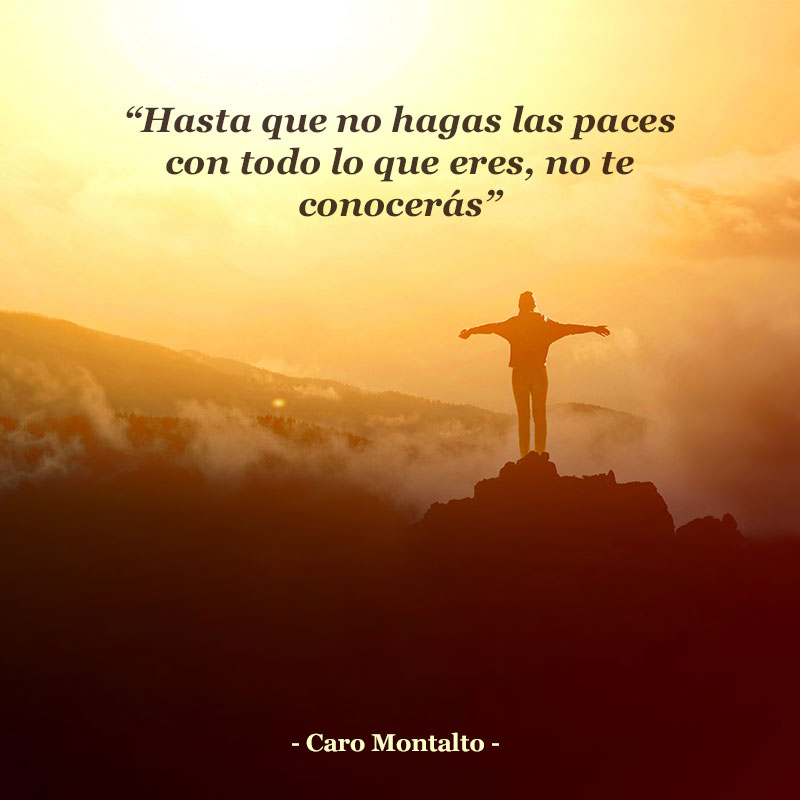 “Hasta que no hagas las paces
con todo lo que eres, no te
conocerás”
- Caro Montalto -